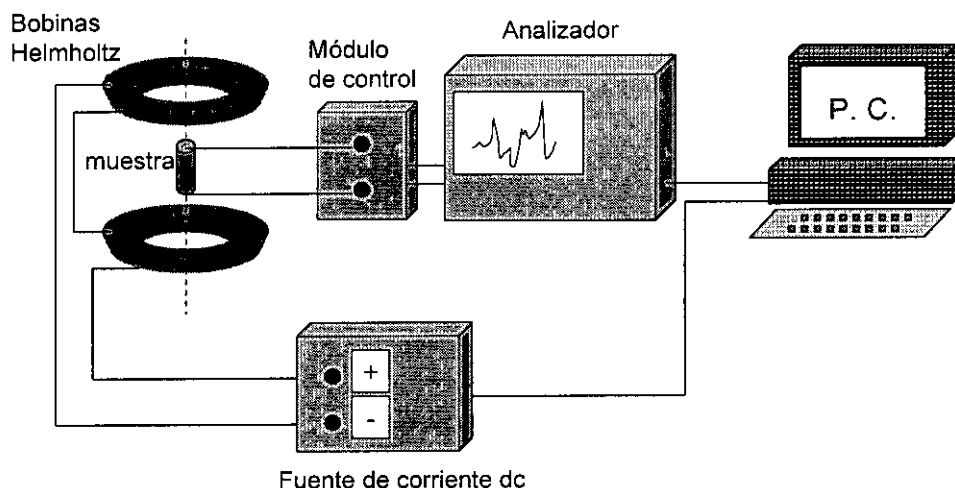 Bobinas
Helmholtz
Módulo
de control
Analizador
P. C.
muestra
+
-
Fuente de corriente dc